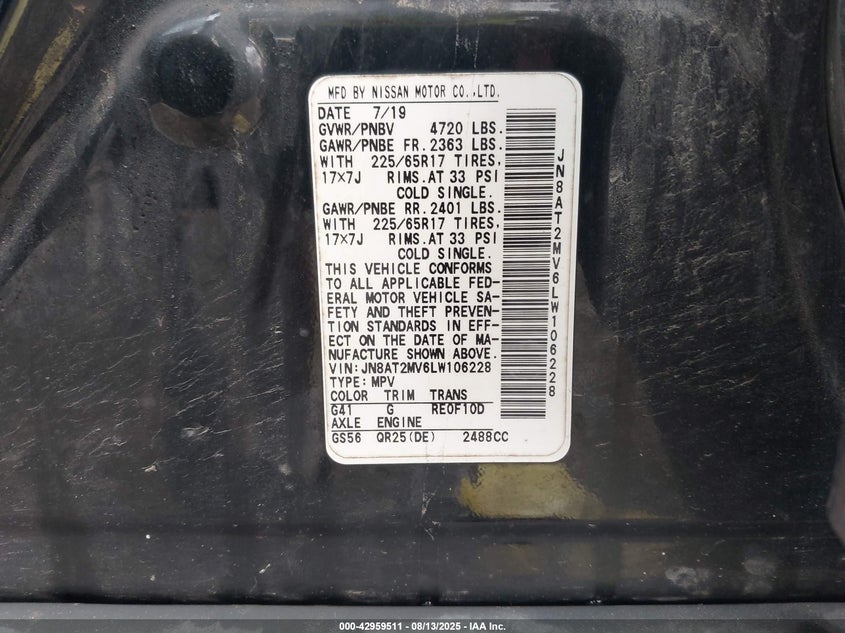 MFD BY NISSAN MOTOR CO.,LTD.
DATE 7/19
GVWR/PNBV 4720 LBS.
GAWR/PNBE FR. 2363 LBS.
WITH 225/65R17 TIRES,
17×7J RIMS.AT 33 PSI
COLD SINGLE.
GAWR/PNBE RR. 2401 LBS.
WITH 225/65R17 TIRES,
17×7J RIMS.AT 33 PSI
COLD SINGLE.
THIS VEHICLE CONFORMS
TO ALL APPLICABLE FED-
ERAL MOTOR VEHICLE SA-
FETY AND THEFT PREVEN-
TION STANDARDS IN EFF-
ECT ON THE DATE OF MA-
NUFACTURE SHOWN ABOVE.
VIN:JN8AT2MV6LW106228
TYPE:MPV
COLOR TRIM TRANS
G41 G RE0F10D
AXLE ENGINE
GS56 QR25(DE) 2488CC
JN8AT2MV6LW106228
000-42959511 - 08/13/2025 - IAA Inc.